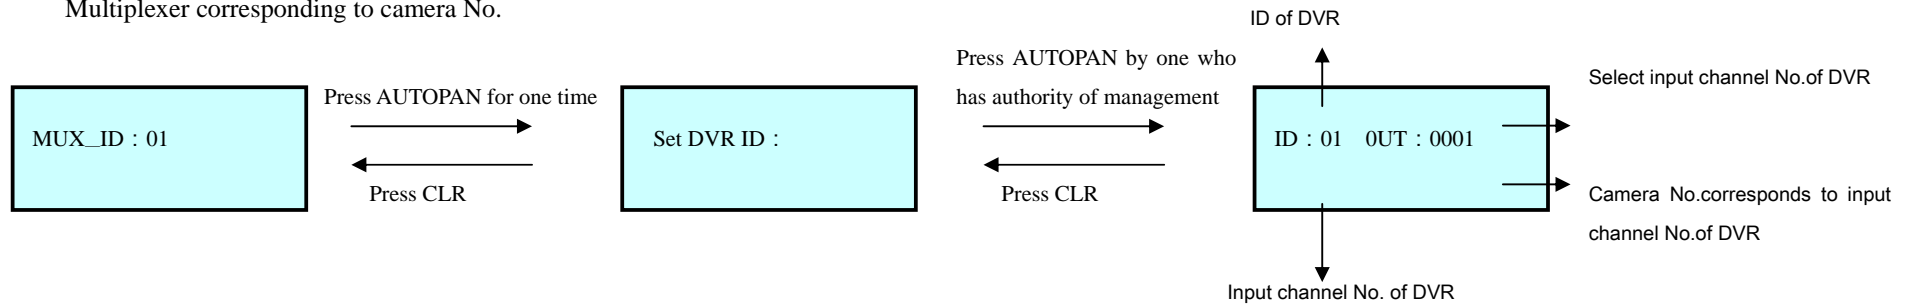 Multiplexer corresponding to camera No.
ID of DVR
Press AUTOPAN by one who
has authority of management
Select input channel No.of DVR
Press AUTOPAN for one time
MUX_ID：01
Set DVR ID：
ID：01 0UT：0001
Press CLR
Press CLR
Camera No.corresponds to input
channel No.of DVR
Input channel No. of DVR